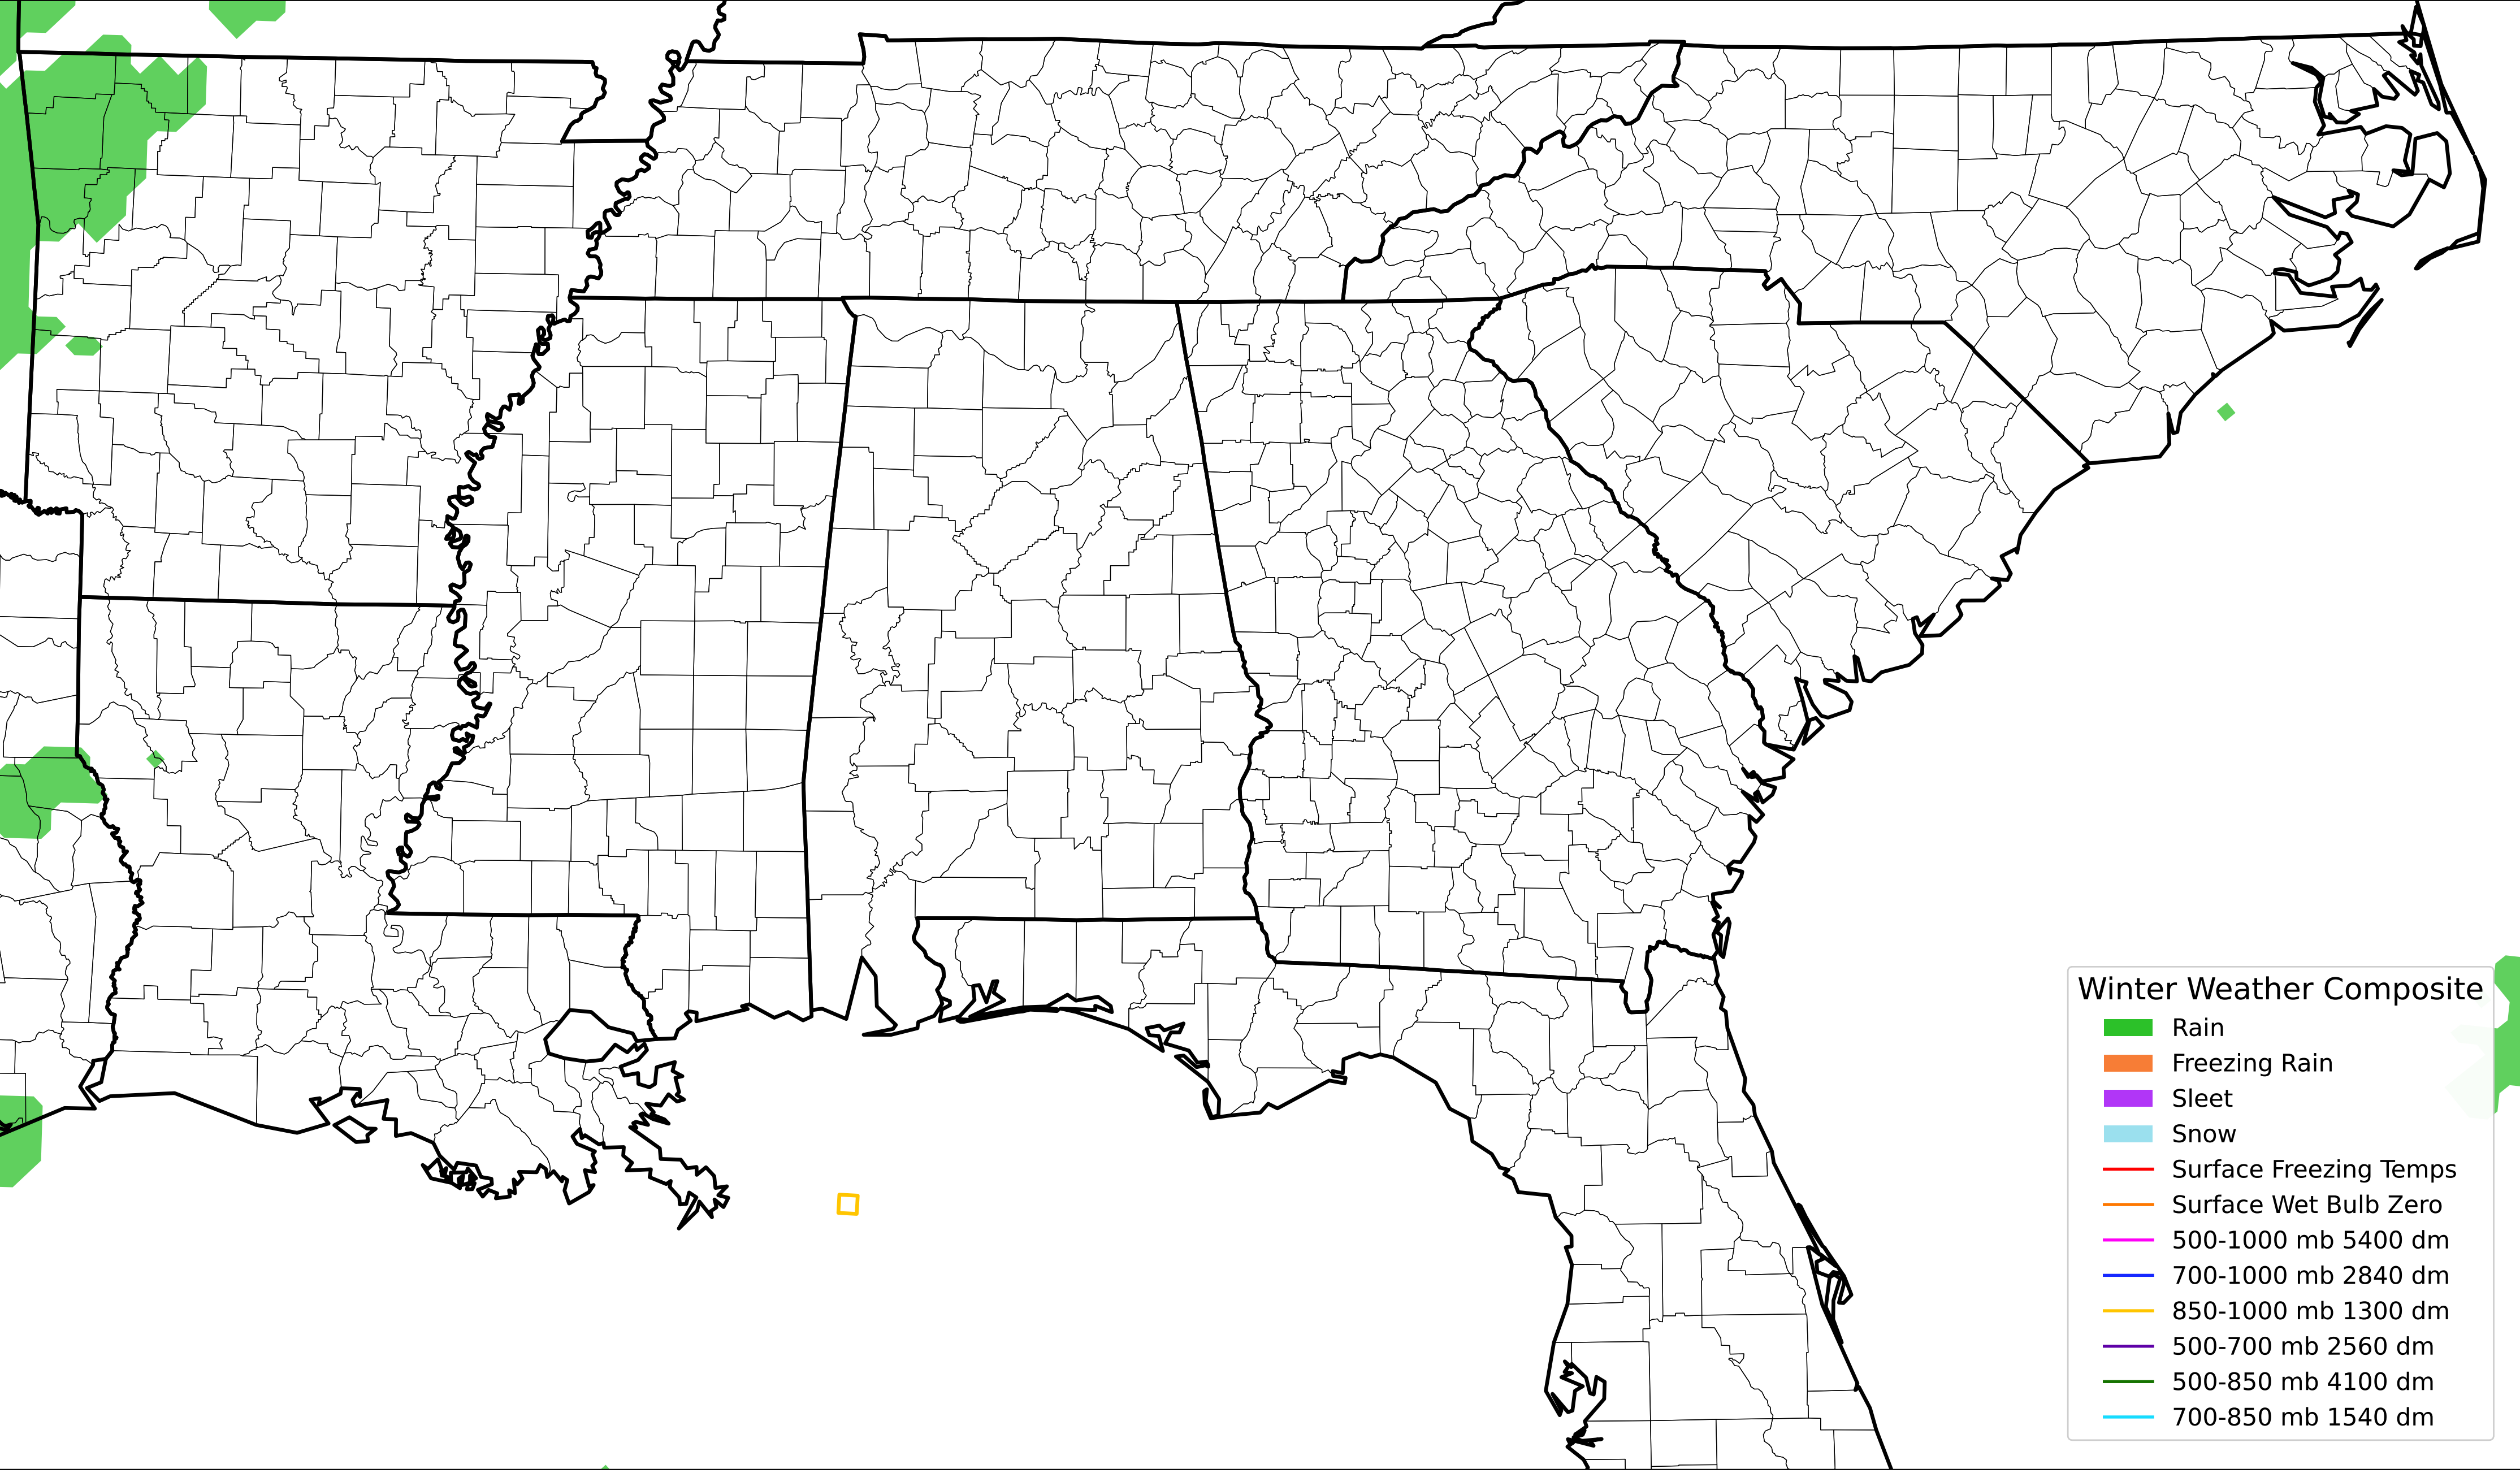 Winter Weather Composite
Rain
Freezing Rain
Sleet
Snow
Surface Freezing Temps
Surface Wet Bulb Zero
500-1000 mb 5400 dm
700-1000 mb 2840 dm
850-1000 mb 1300 dm
500-700 mb 2560 dm
500-850 mb 4100 dm
700-850 mb 1540 dm